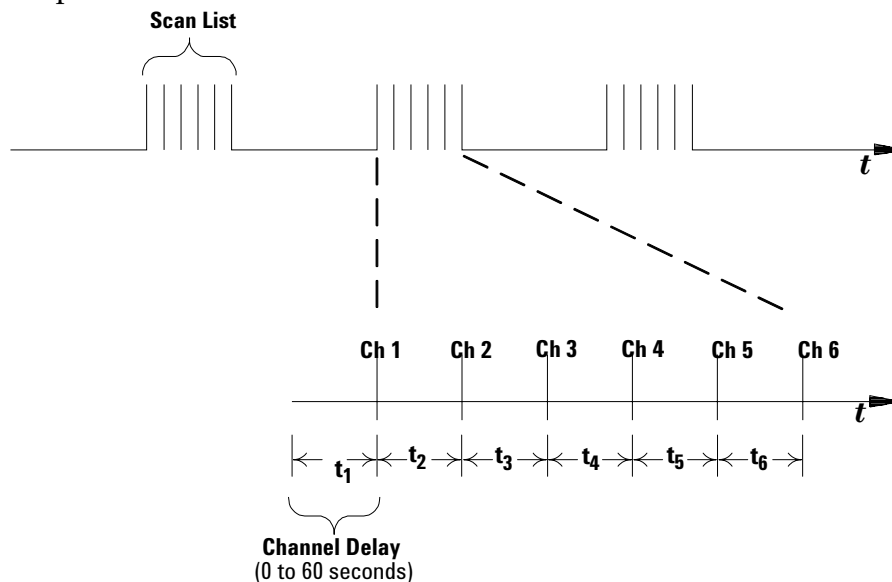 Scan List
t
Ch 1 Ch 2 Ch 3 Ch 4 Ch 5 Ch 6
t
t₁ t₂ t₃ t₄ t₅ t₆
Channel Delay
(0 to 60 seconds)